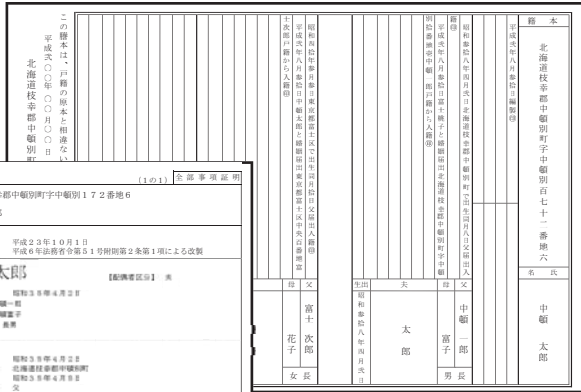 籍本
北海道枝幸郡中頓別町字中頓別百七十一番地六
氏名
中頓 太郎
平成弐年八月参拾日編製㊞
昭和参拾八年四月弐日北海道枝幸郡中頓別町で出生同月八日父届出入
籍㊞
平成弐年八月参拾日富士桃子と婚姻届出北海道枝幸郡中頓別町字中頓
別拾番地壱中頓一郎戸籍から入籍㊞
父
中頓 一郎
母
富子
長男
夫
太郎
出生
昭和参拾八年四月弐日
昭和四拾年参月参日東京都富士区で出生同月拾日父届出入籍㊞
平成弐年八月参拾日中頓太郎と婚姻届出東京都富士区中央百番地富
士次郎戸籍から入籍㊞
父
富士 次郎
母
花子
長女
この謄本は、戸籍の原本と相違ない
平成弐〇〇年〇〇月〇〇日
北海道枝幸郡中頓別町
(1の1) 全部事項証明
郡中頓別町字中頓別172番地6
郎
平成23年10月1日
平成6年法務省令第51号附則第2条第1項による改製
太郎
【配偶者区分】 夫
昭和38年4月2日
頓一郎
頓富子
長男
昭和38年4月2日
北海道枝幸郡中頓別町
昭和38年4月8日
父